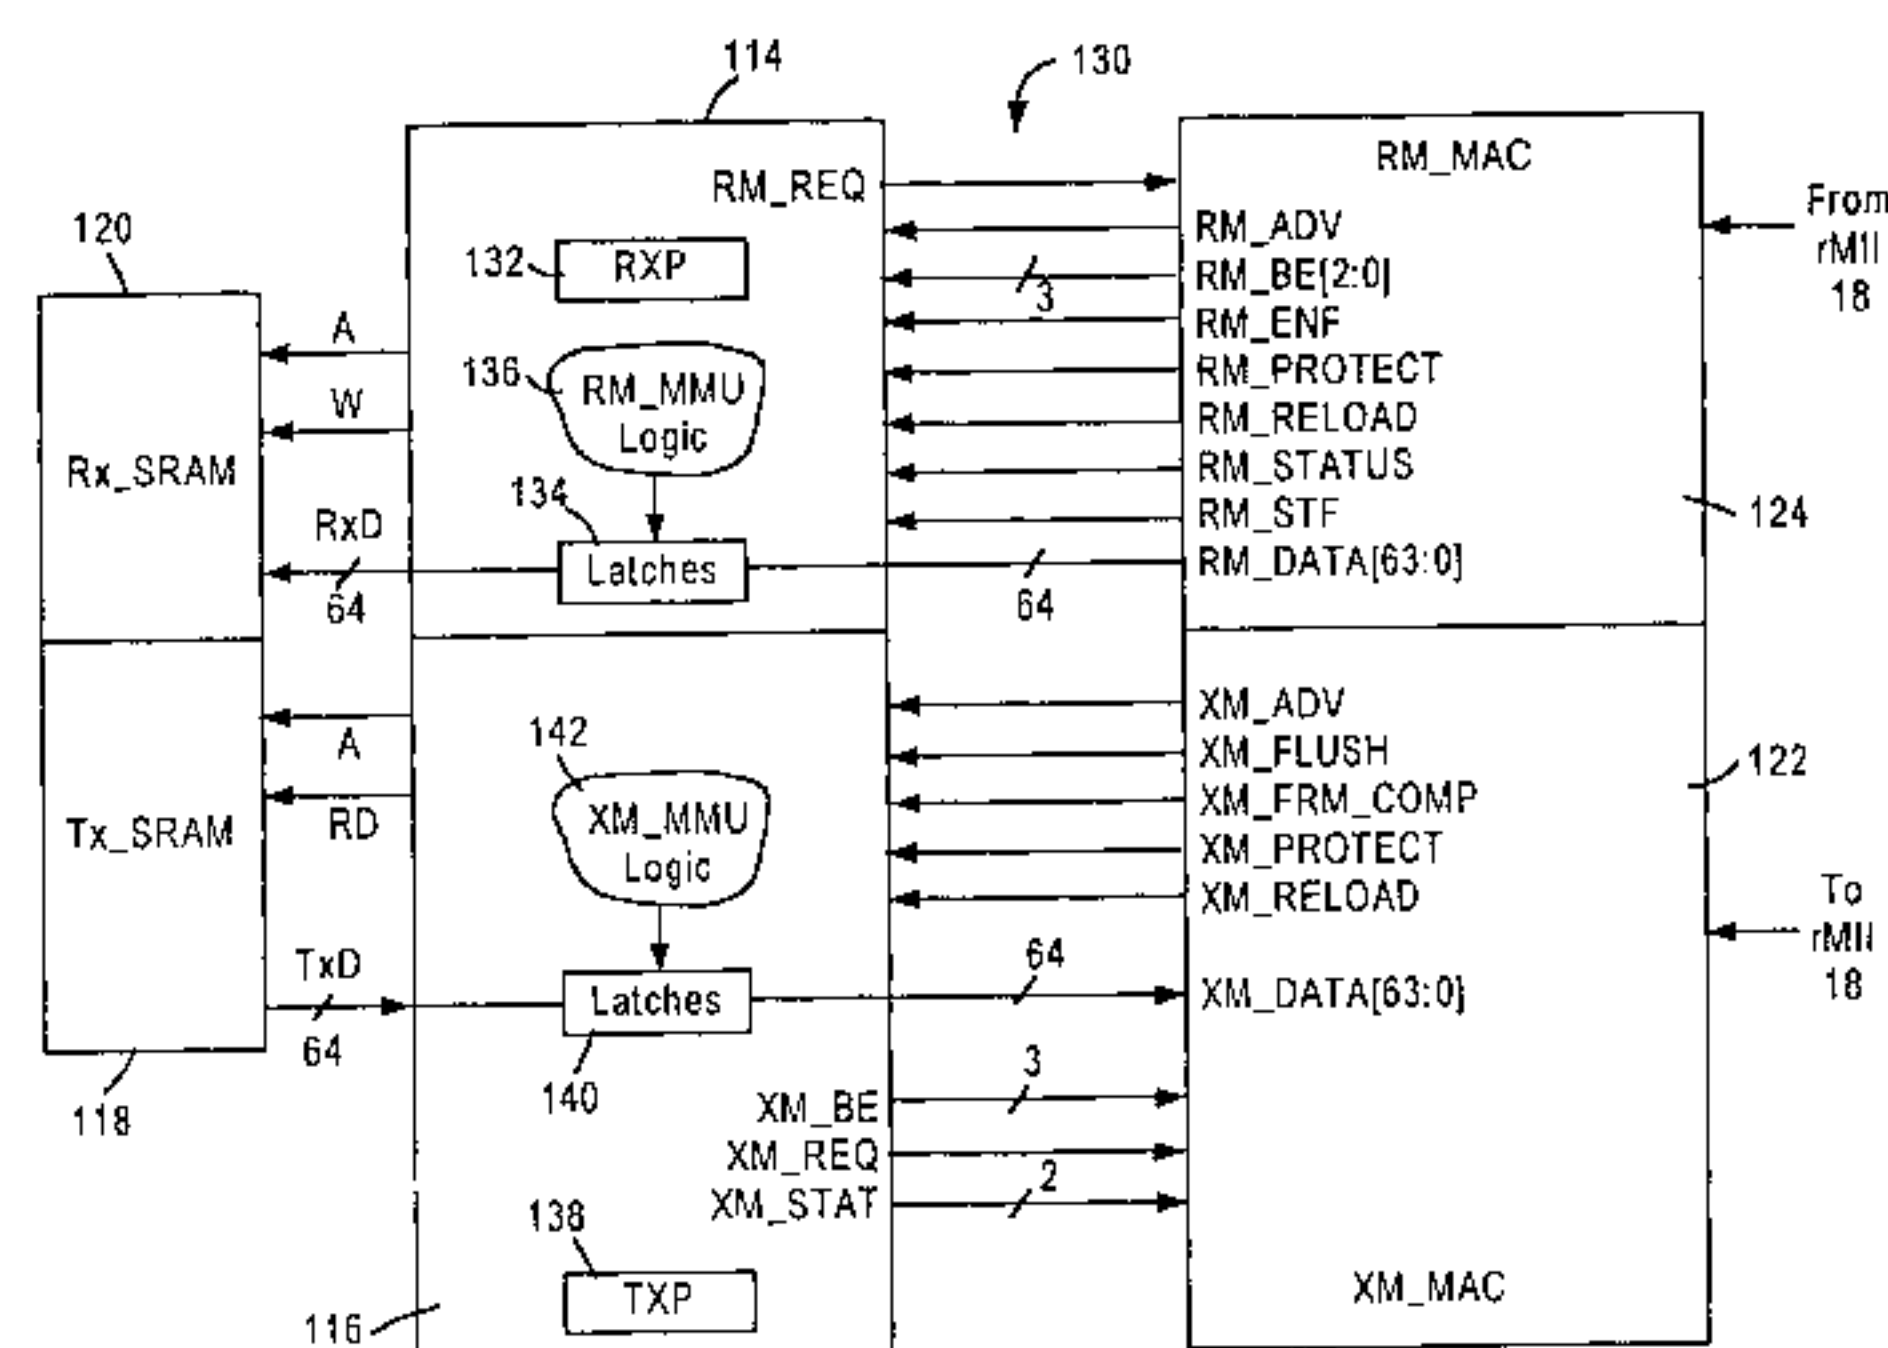 114
130
RM_MAC
RM_REQ
From
rMII
18
120
RM_ADV
132
RXP
RM_BE[2:0]
3
RM_ENF
A
136
RM_MMU
Logic
RM_PROTECT
W
RM_RELOAD
Rx_SRAM
RM_STATUS
134
RxD
RM_STF
124
Latches
RM_DATA[63:0]
64
64
XM_ADV
142
A
XM_FLUSH
122
XM_MMU
Logic
XM_FRM_COMP
RD
Tx_SRAM
XM_PROTECT
XM_RELOAD
To
rMII
18
TxD
64
Latches
XM_DATA[63:0]
64
118
140
3
XM_BE
XM_REQ
2
XM_STAT
138
TXP
XM_MAC
116